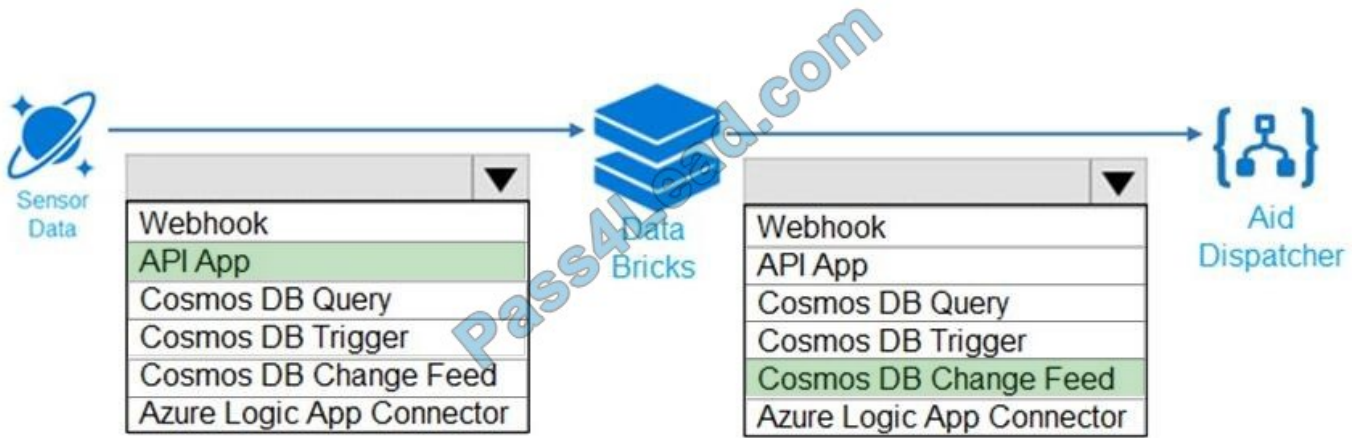 Sensor
Data
Webhook
API App
Cosmos DB Query
Cosmos DB Trigger
Cosmos DB Change Feed
Azure Logic App Connector
Data
Bricks
Webhook
API App
Cosmos DB Query
Cosmos DB Trigger
Cosmos DB Change Feed
Azure Logic App Connector
Aid
Dispatcher
Pass4Lead.com